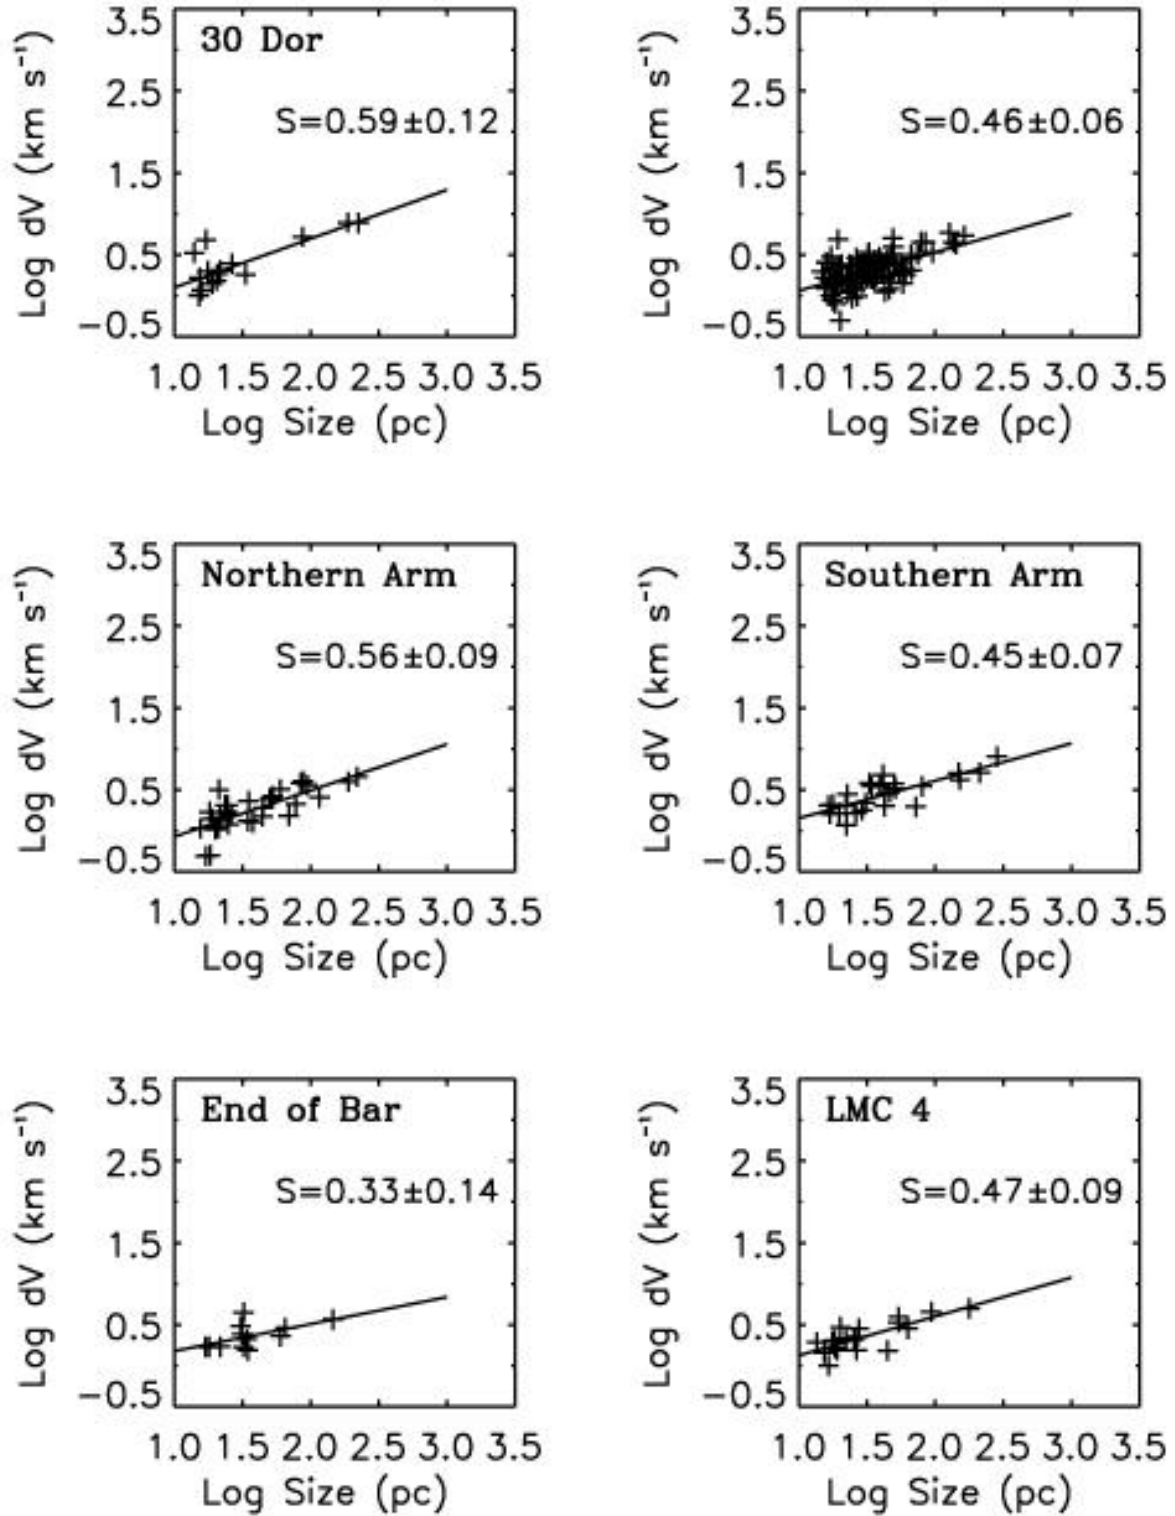 3.5
30 Dor
2.5
S=0.59±0.12
1.5
0.5
−0.5
Log dV (km s⁻¹)
1.0 1.5 2.0 2.5 3.0 3.5
Log Size (pc)
3.5
2.5
S=0.46±0.06
1.5
0.5
−0.5
Log dV (km s⁻¹)
1.0 1.5 2.0 2.5 3.0 3.5
Log Size (pc)
3.5
Northern Arm
2.5
S=0.56±0.09
1.5
0.5
−0.5
Log dV (km s⁻¹)
1.0 1.5 2.0 2.5 3.0 3.5
Log Size (pc)
3.5
Southern Arm
2.5
S=0.45±0.07
1.5
0.5
−0.5
Log dV (km s⁻¹)
1.0 1.5 2.0 2.5 3.0 3.5
Log Size (pc)
3.5
End of Bar
2.5
S=0.33±0.14
1.5
0.5
−0.5
Log dV (km s⁻¹)
1.0 1.5 2.0 2.5 3.0 3.5
Log Size (pc)
3.5
LMC 4
2.5
S=0.47±0.09
1.5
0.5
−0.5
Log dV (km s⁻¹)
1.0 1.5 2.0 2.5 3.0 3.5
Log Size (pc)